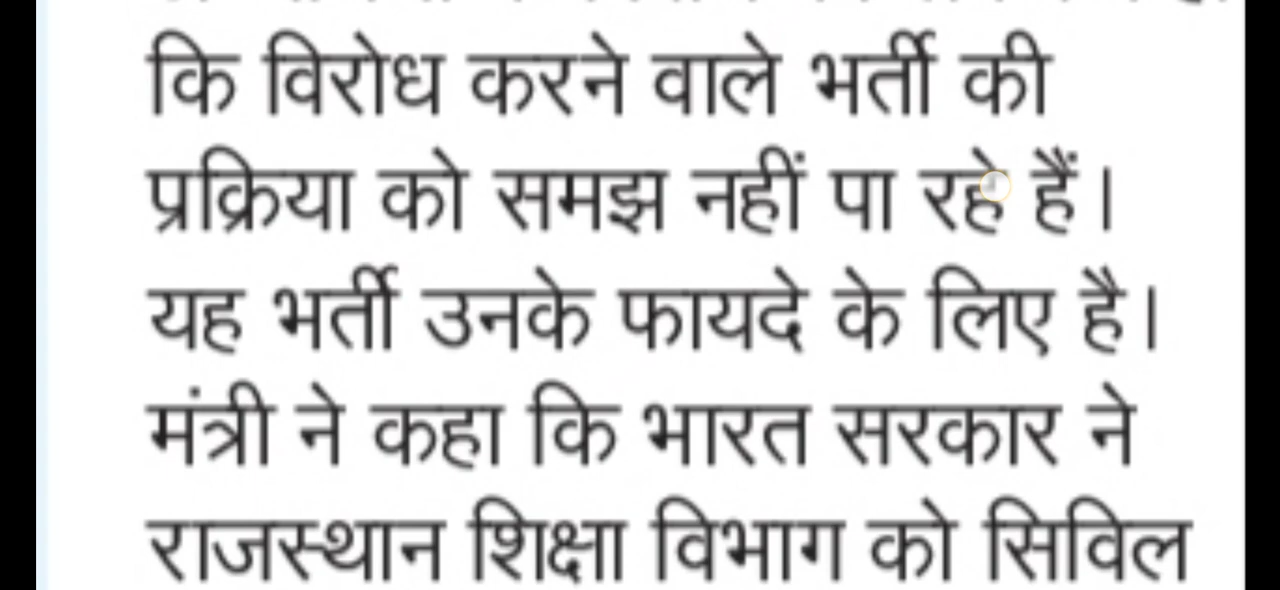 कि विरोध करने वाले भर्ती की
प्रक्रिया को समझ नहीं पा रहे हैं।
यह भर्ती उनके फायदे के लिए है।
मंत्री ने कहा कि भारत सरकार ने
राजस्थान शिक्षा विभाग को सिविल